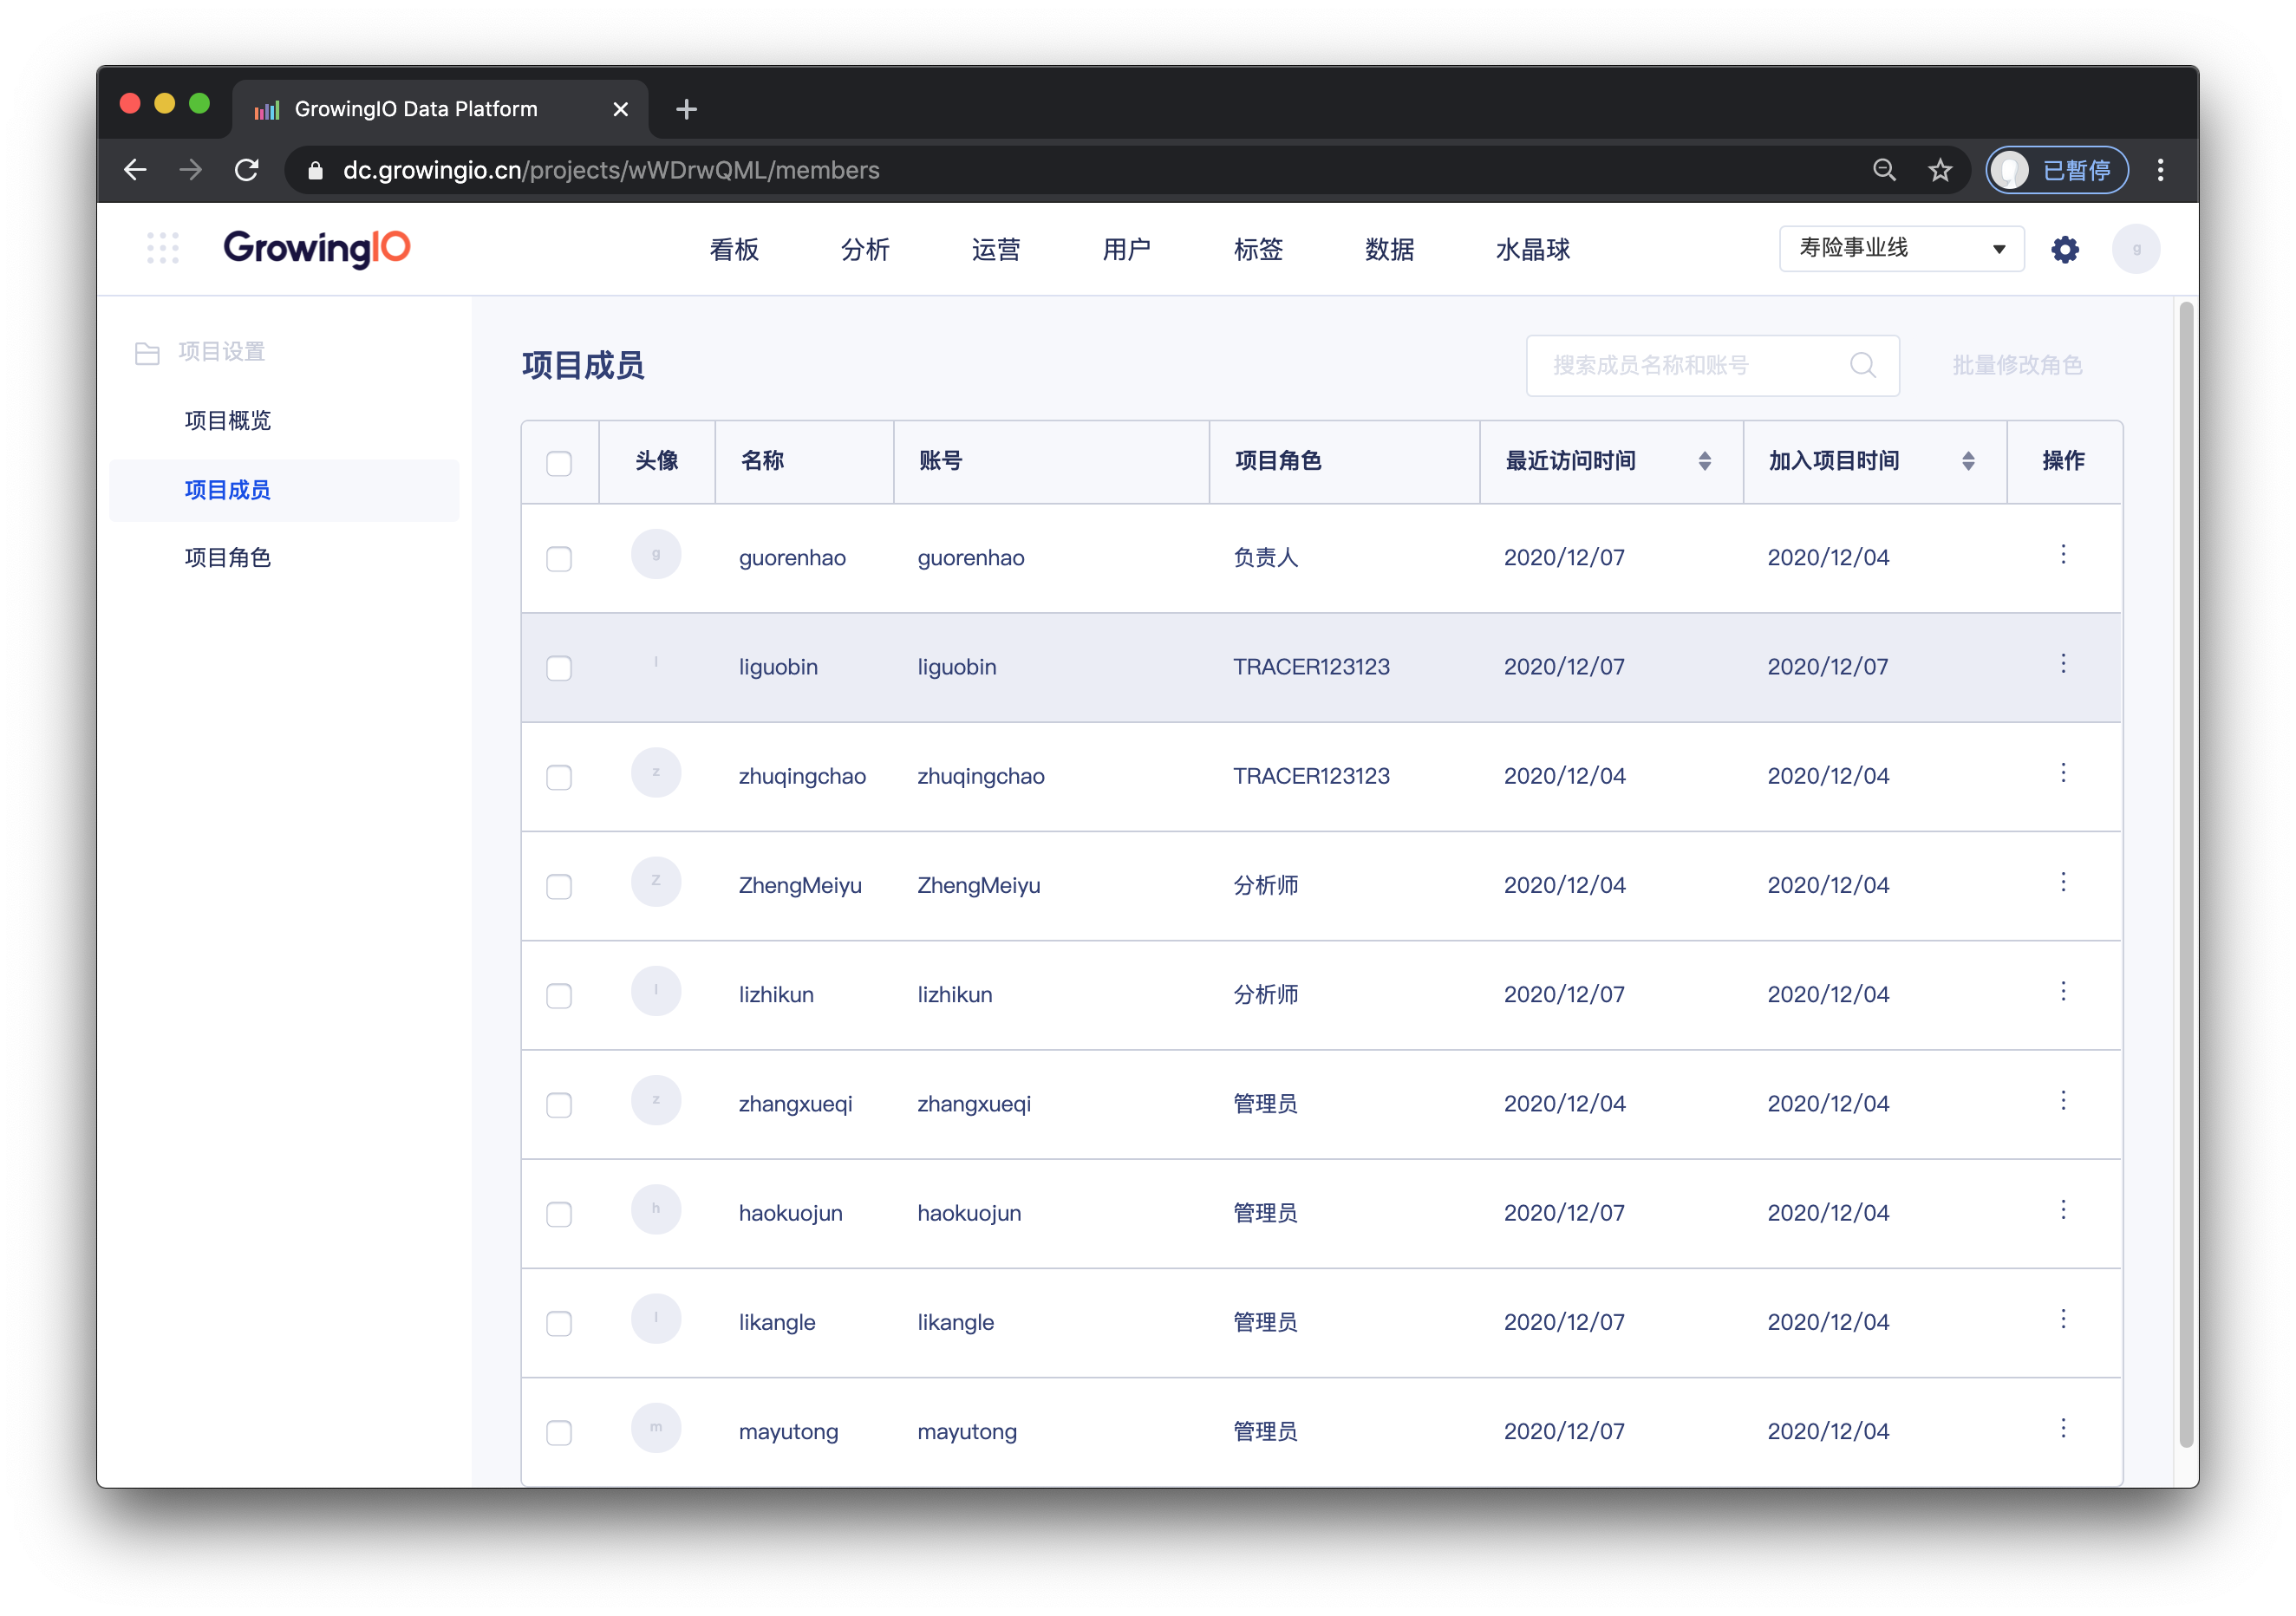 GrowingIO Data Platform
dc.growingio.cn/projects/wWDrwQML/members
已暂停
GrowingIO
看板 分析 运营 用户 标签 数据 水晶球
寿险事业线
g
项目设置
项目概览
项目成员
项目角色
项目成员
搜索成员名称和账号
批量修改角色
头像 名称 账号 项目角色 最近访问时间 加入项目时间 操作
g guorenhao guorenhao 负责人 2020/12/07 2020/12/04
l liguobin liguobin TRACER123123 2020/12/07 2020/12/07
z zhuqingchao zhuqingchao TRACER123123 2020/12/04 2020/12/04
Z ZhengMeiyu ZhengMeiyu 分析师 2020/12/04 2020/12/04
l lizhikun lizhikun 分析师 2020/12/07 2020/12/04
z zhangxueqi zhangxueqi 管理员 2020/12/04 2020/12/04
h haokuojun haokuojun 管理员 2020/12/07 2020/12/04
l likangle likangle 管理员 2020/12/07 2020/12/04
m mayutong mayutong 管理员 2020/12/07 2020/12/04